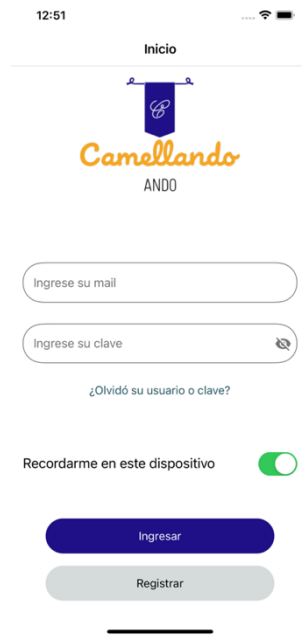 12:51
Inicio
C
Camellando
ANDO
Ingrese su mail
Ingrese su clave
¿Olvidó su usuario o clave?
Recordarme en este dispositivo
Ingresar
Registrar